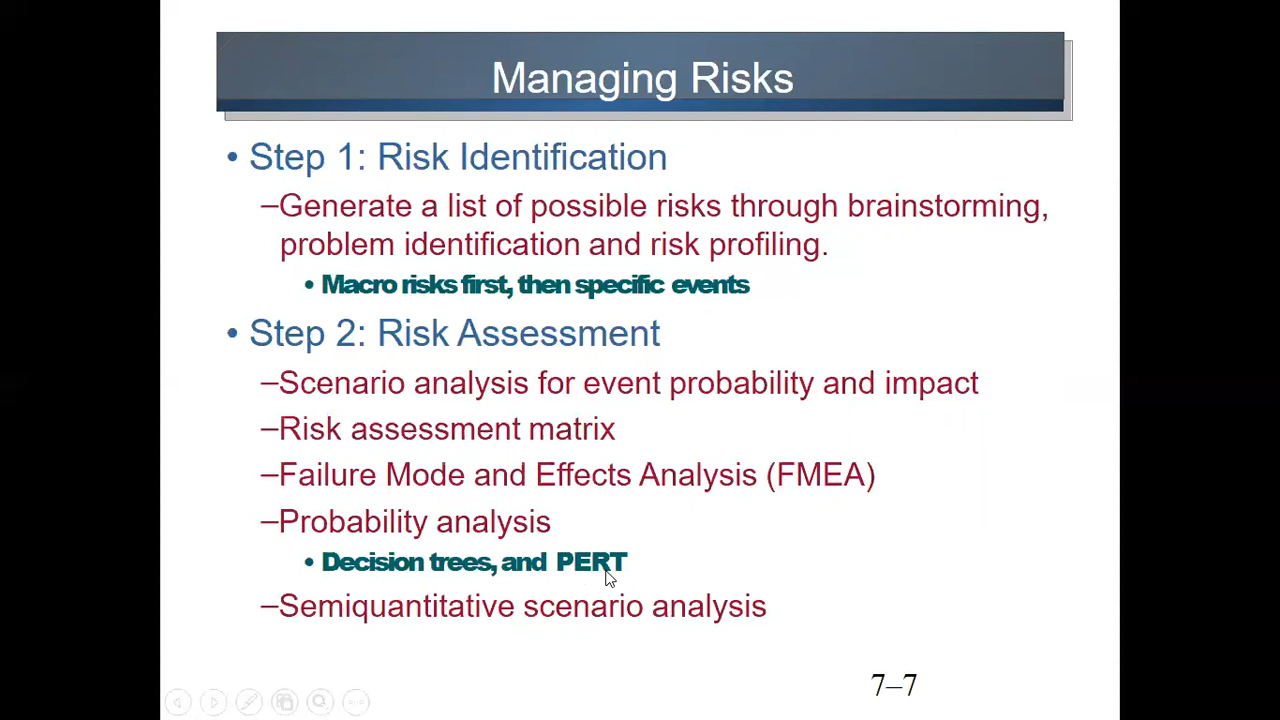 Managing Risks
• Step 1: Risk Identification
–Generate a list of possible risks through brainstorming,
problem identification and risk profiling.
• Macro risks first, then specific events
• Step 2: Risk Assessment
–Scenario analysis for event probability and impact
–Risk assessment matrix
–Failure Mode and Effects Analysis (FMEA)
–Probability analysis
• Decision trees, and PERT
–Semiquantitative scenario analysis
7–7